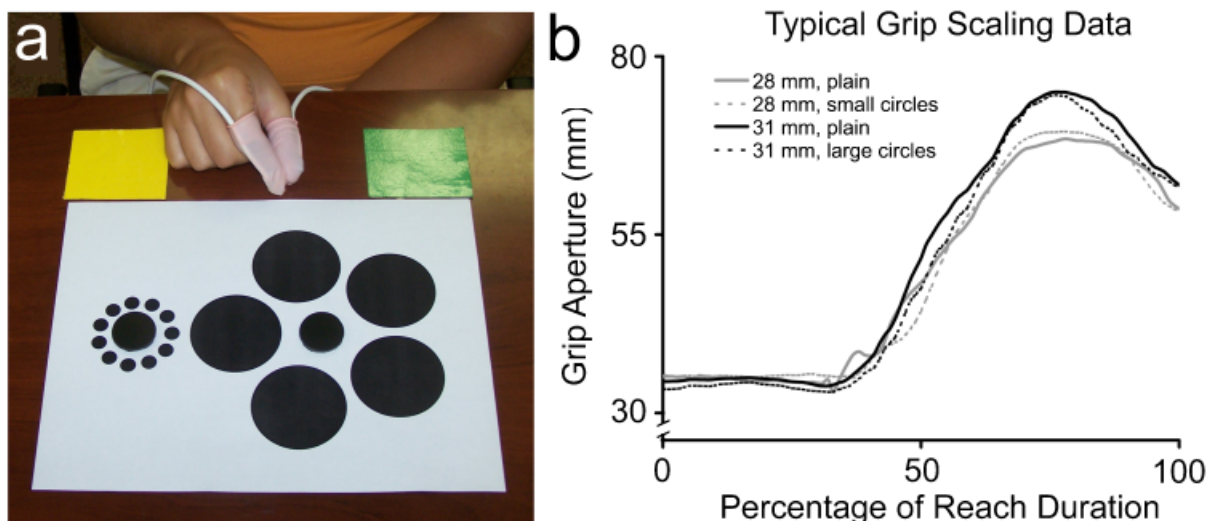 a
b
Typical Grip Scaling Data
80
55
30
Grip Aperture (mm)
28 mm, plain
28 mm, small circles
31 mm, plain
31 mm, large circles
0
50
100
Percentage of Reach Duration